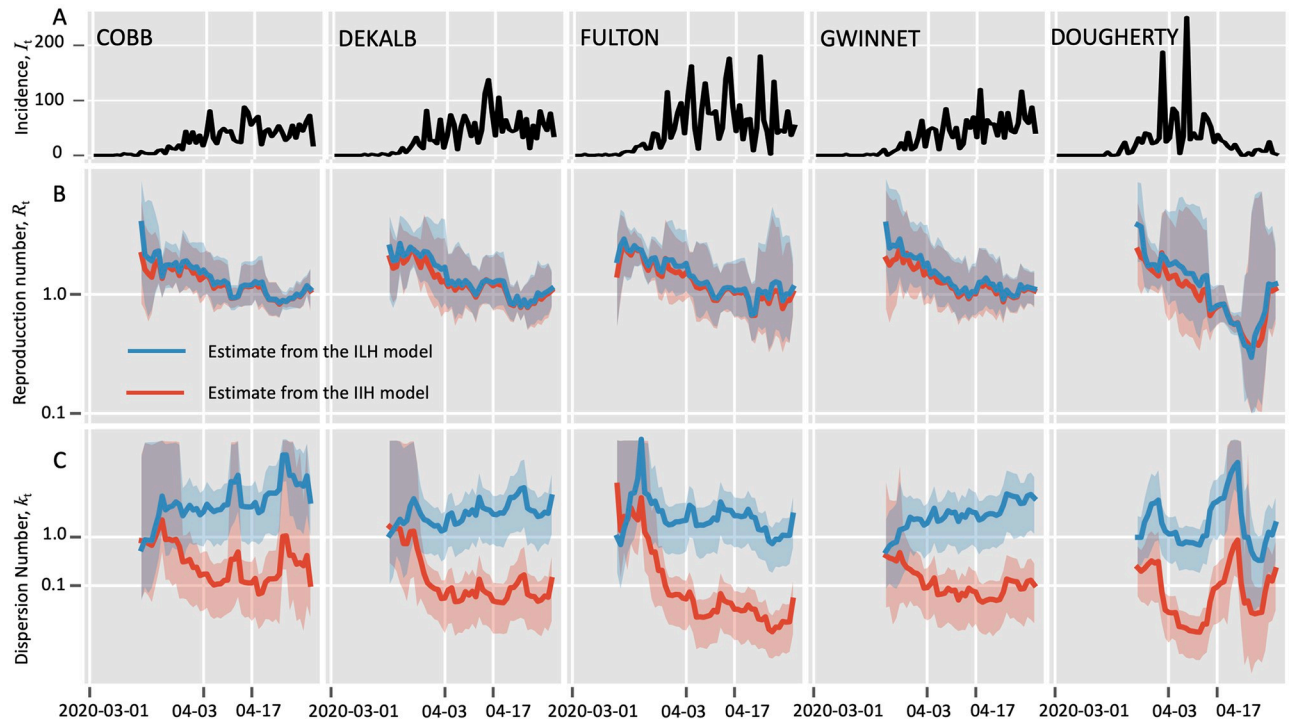 A
COBB
DEKALB
FULTON
GWINNET
DOUGHERTY
Incidence, It
200
100
0
B
Reproduction number, Rt
1.0
0.1
Estimate from the ILH model
Estimate from the IIH model
C
Dispersion Number, kt
1.0
0.1
2020-03-01 04-03 04-17 2020-03-01 04-03 04-17 2020-03-01 04-03 04-17 2020-03-01 04-03 04-17 2020-03-01 04-03 04-17